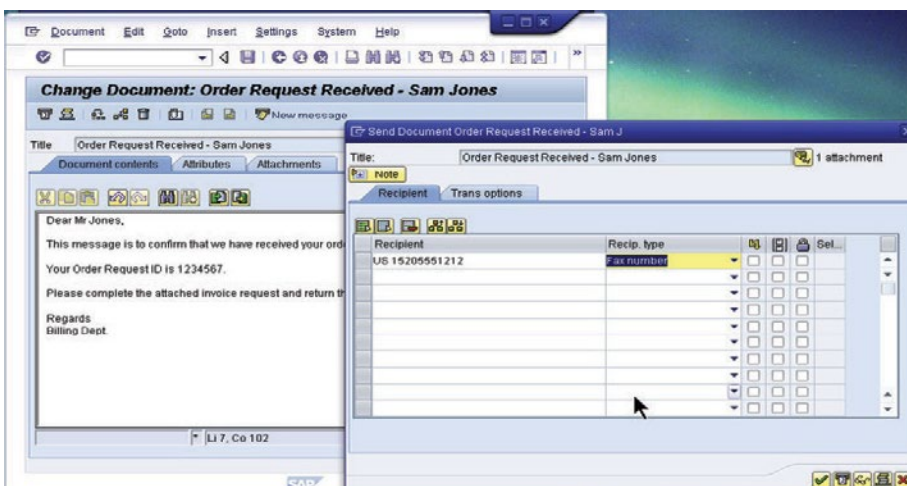 Document Edit Goto Insert Settings System Help
Change Document: Order Request Received - Sam Jones
New message
Title Order Request Received - Sam Jones
Document contents Attributes Attachments
Dear Mr Jones,
This message is to confirm that we have received your
Your Order Request ID is 1234567.
Please complete the attached invoice request and return
Regards
Billing Dept.
Li 7, Co 102
SAP
Send Document Order Request Received - Sam J
Title: Order Request Received - Sam Jones 1 attachment
Note
Recipient Trans options
Recipient Recip. type Sel...
US 15205551212 Fax number